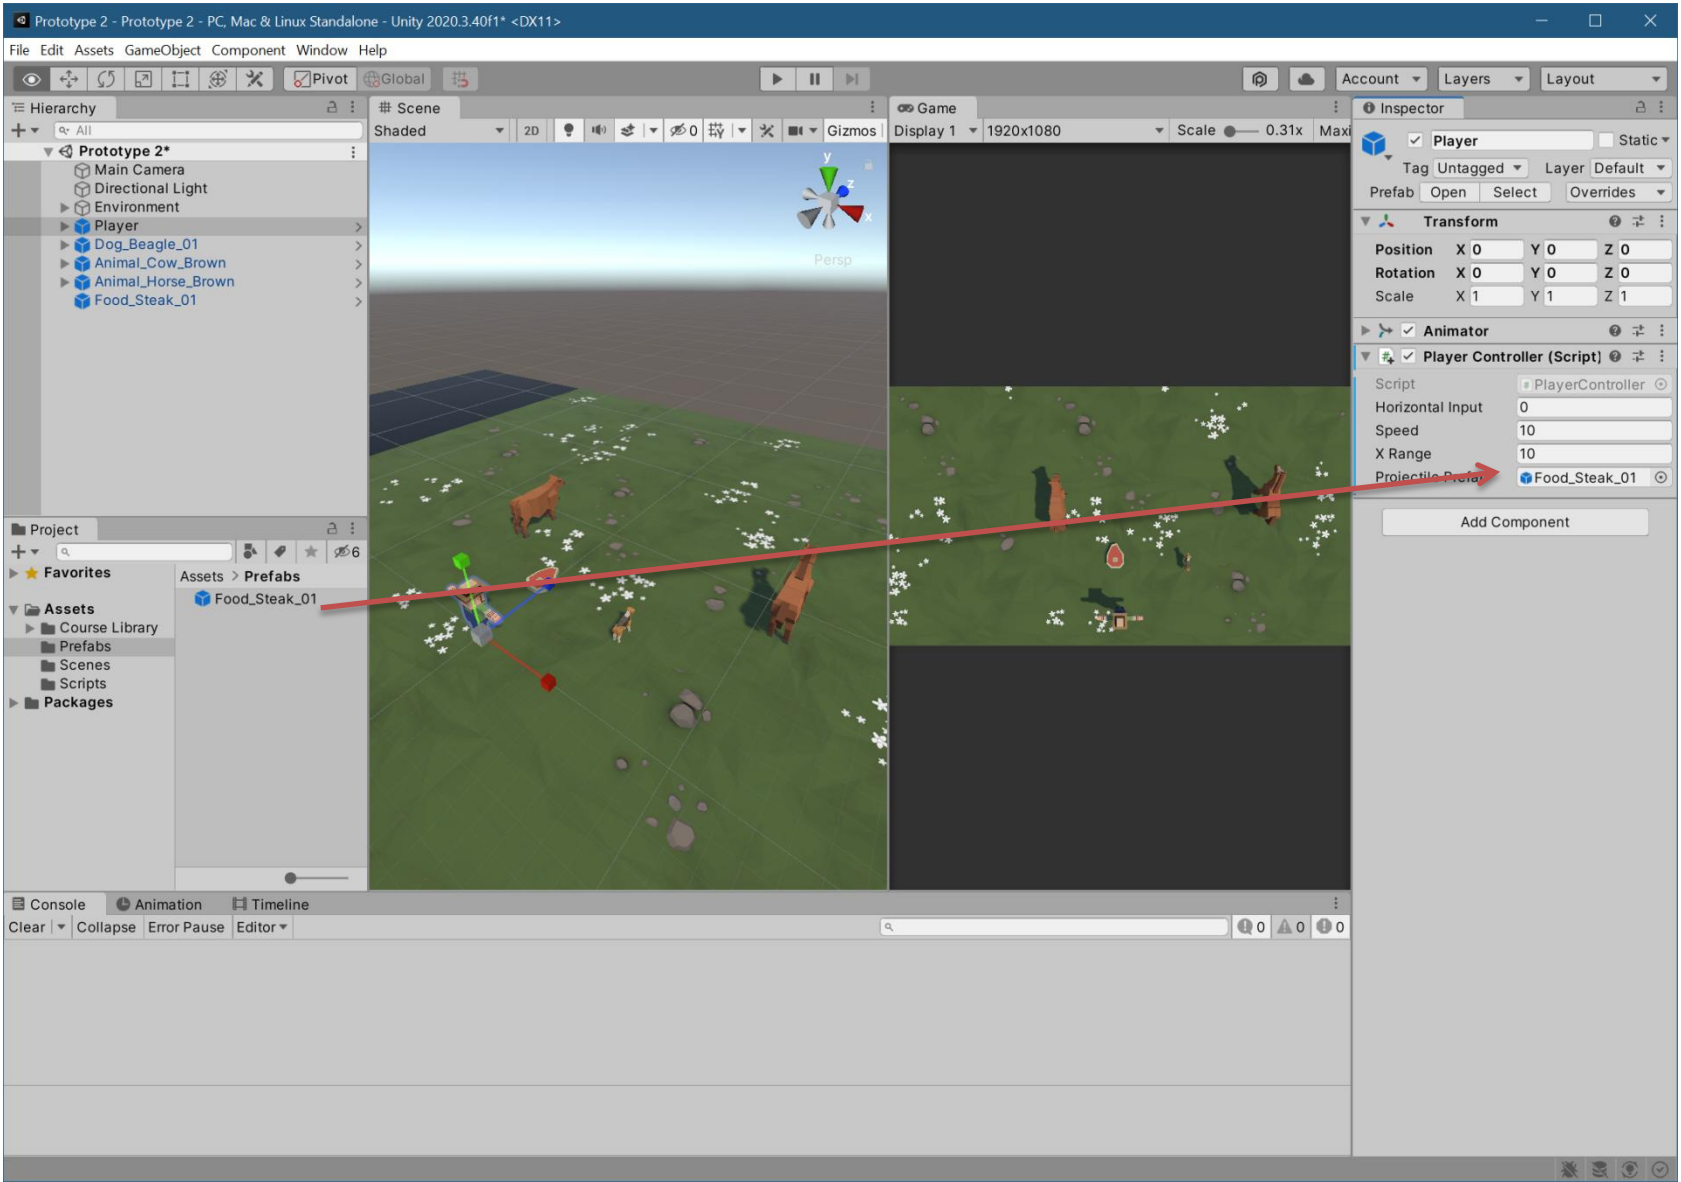 Prototype 2 - Prototype 2 - PC, Mac & Linux Standalone - Unity 2020.3.40f1* <DX11>
File Edit Assets GameObject Component Window Help
Pivot Global Account Layers Layout
Hierarchy
All
Prototype 2*
Main Camera
Directional Light
Environment
Player
Dog_Beagle_01
Animal_Cow_Brown
Animal_Horse_Brown
Food_Steak_01
Project
6
Favorites
Assets
Course Library
Prefabs
Scenes
Scripts
Packages
Assets > Prefabs
Food_Steak_01
Scene
Shaded 2D 0 Gizmos
y
z
x
Persp
Game
Display 1 1920x1080 Scale 0.31x Maxi
Inspector
Player Static
Tag Untagged Layer Default
Prefab Open Select Overrides
Transform
Position X 0 Y 0 Z 0
Rotation X 0 Y 0 Z 0
Scale X 1 Y 1 Z 1
Animator
Player Controller (Script)
Script PlayerController
Horizontal Input 0
Speed 10
X Range 10
Projectile Prefa Food_Steak_01
Add Component
Console Animation Timeline
Clear Collapse Error Pause Editor 0 0 0